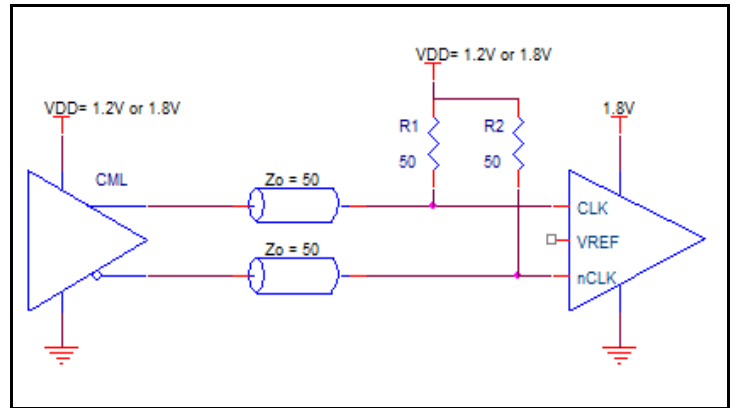 VDD= 1.2V or 1.8V
VDD= 1.2V or 1.8V
1.8V
R1
R2
50
50
CML
Zo = 50
Zo = 50
CLK
VREF
nCLK